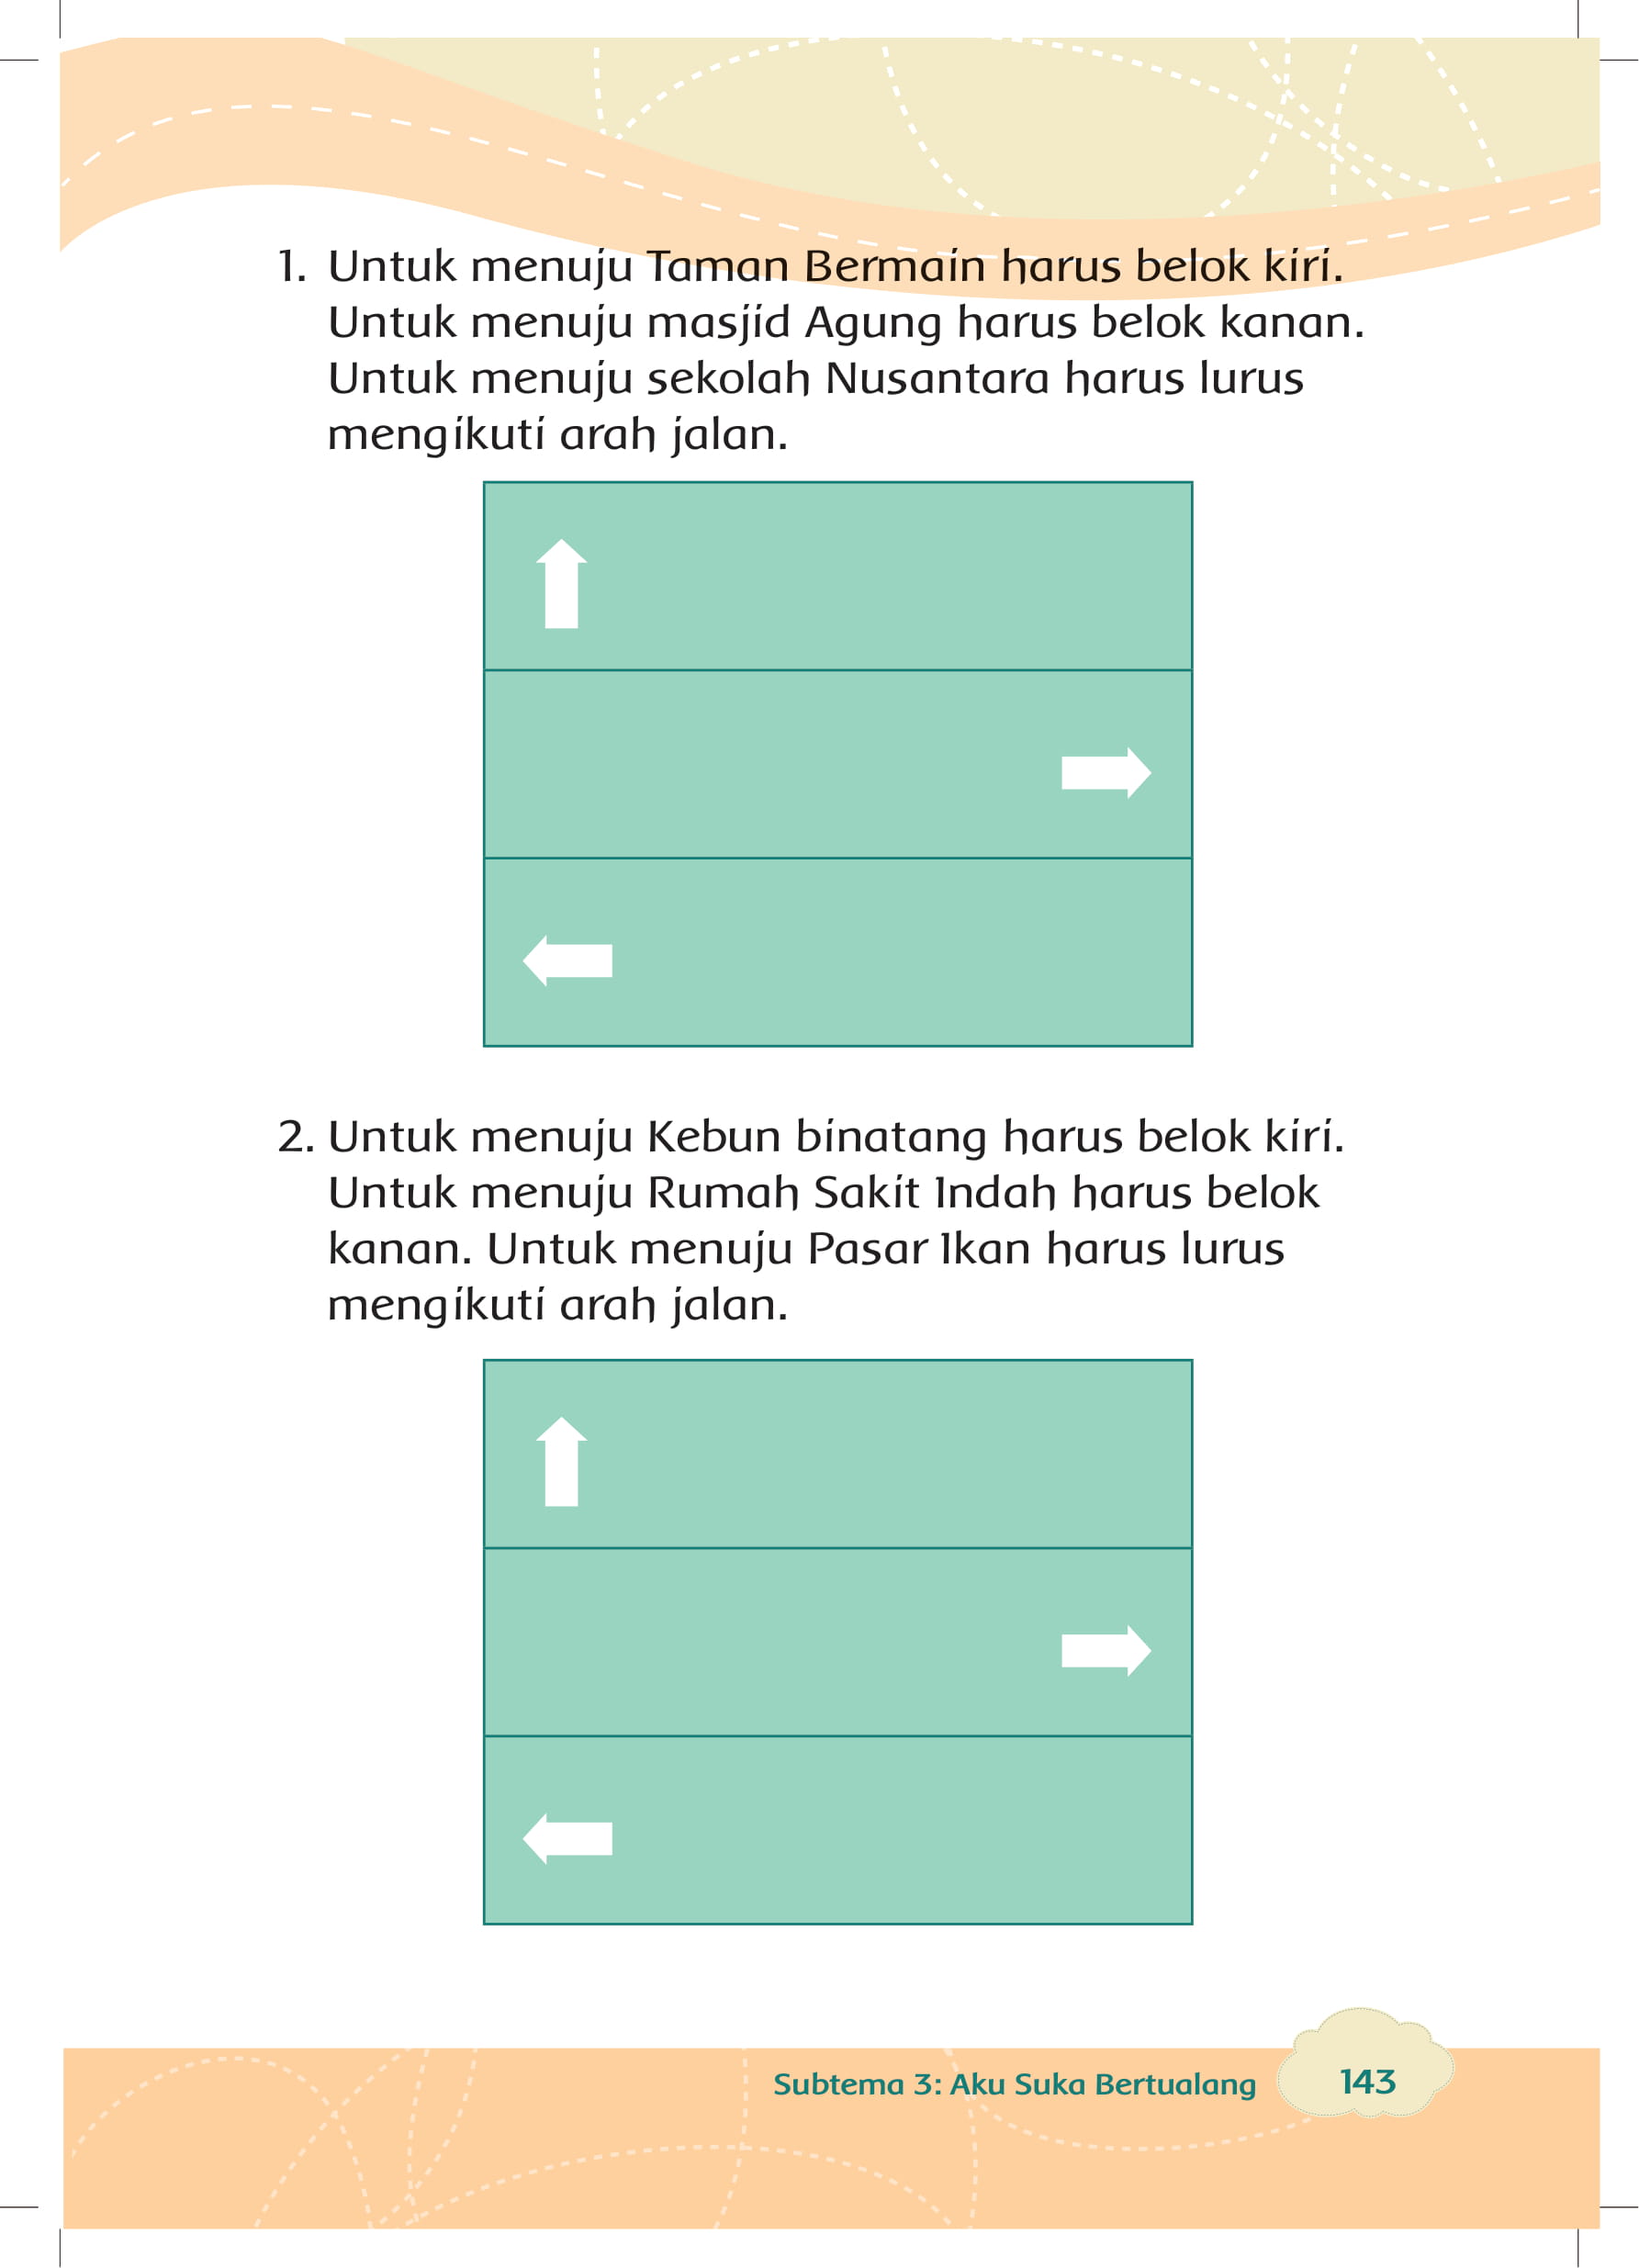 1. Untuk menuju Taman Bermain harus belok kiri.
Untuk menuju masjid Agung harus belok kanan.
Untuk menuju sekolah Nusantara harus lurus
mengikuti arah jalan.
2. Untuk menuju Kebun binatang harus belok kiri.
Untuk menuju Rumah Sakit Indah harus belok
kanan. Untuk menuju Pasar Ikan harus lurus
mengikuti arah jalan.
Subtema 3: Aku Suka Bertualang 143